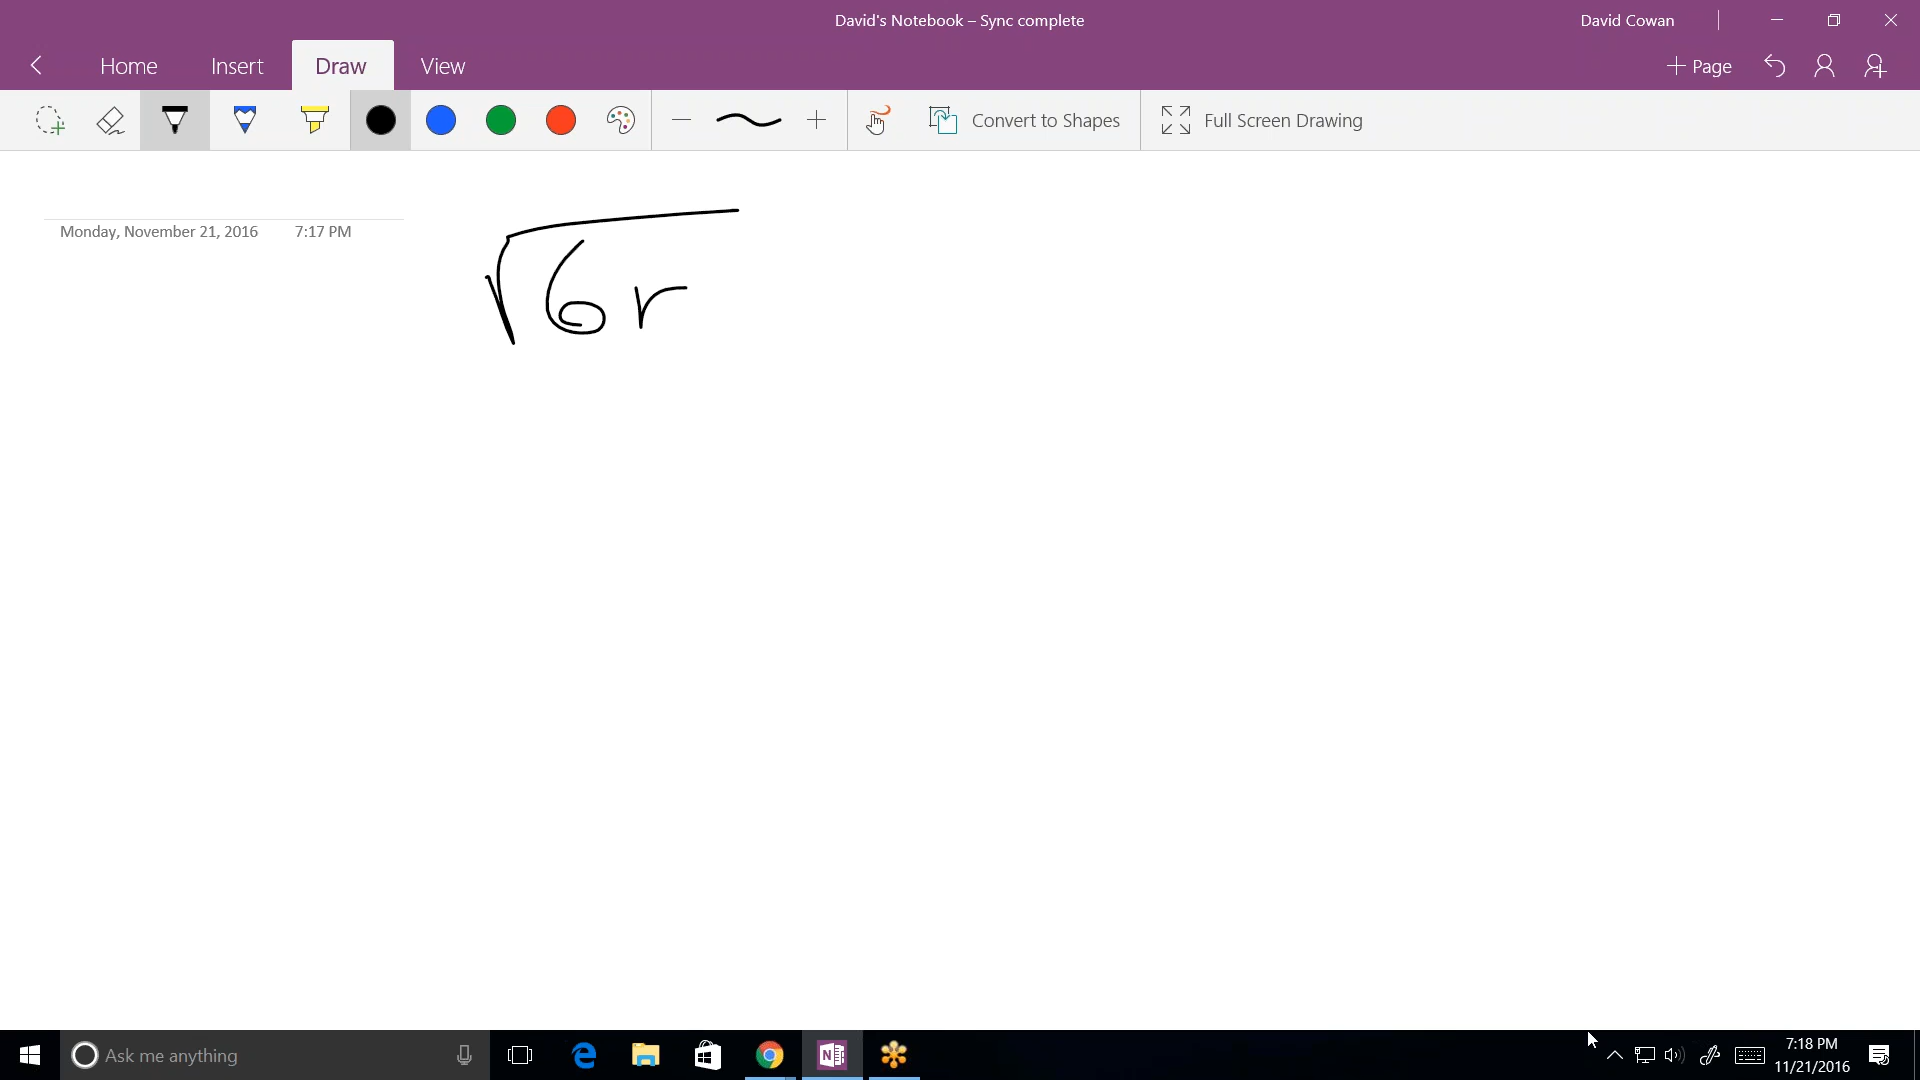 David's Notebook – Sync complete
David Cowan
Home Insert Draw View
Page
Convert to Shapes
Full Screen Drawing
Monday, November 21, 2016 7:17 PM
√6r
Ask me anything
N
7:18 PM
11/21/2016